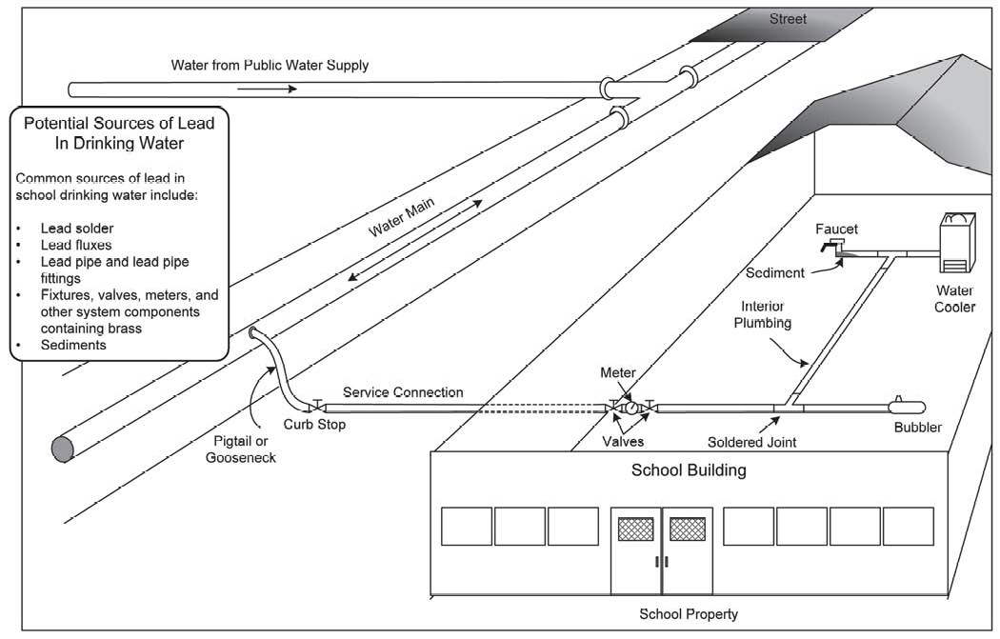 Street
Water from Public Water Supply
Potential Sources of Lead
In Drinking Water
Common sources of lead in
school drinking water include:
• Lead solder
• Lead fluxes
• Lead pipe and lead pipe
fittings
• Fixtures, valves, meters, and
other system components
containing brass
• Sediments
Water Main
Faucet
Sediment
Water
Cooler
Interior
Plumbing
Meter
Service Connection
Curb Stop
Pigtail or
Gooseneck
Valves
Soldered Joint
Bubbler
School Building
School Property